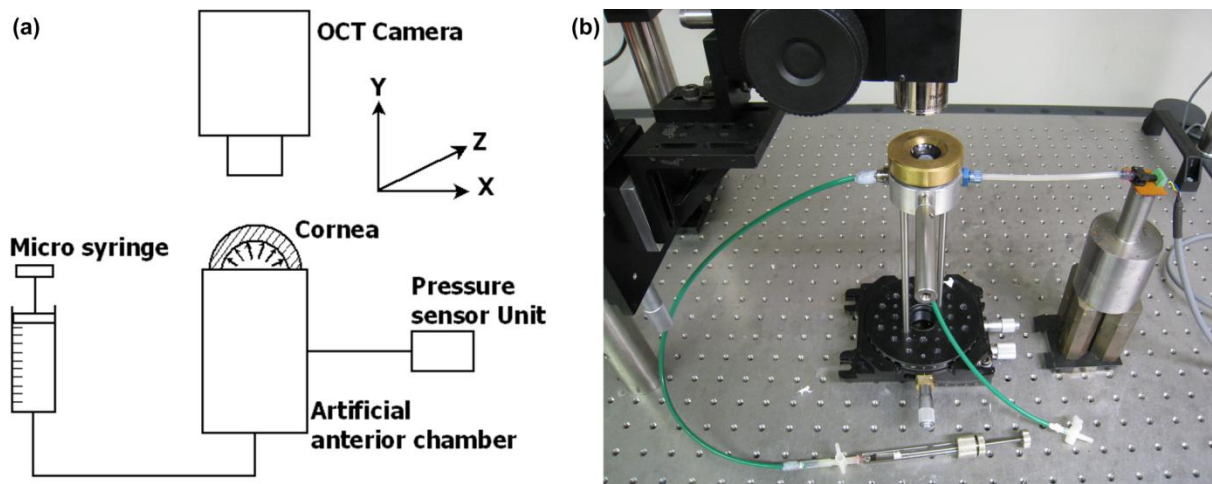 (a)
OCT Camera
Y
Z
X
Cornea
Micro syringe
Pressure
sensor Unit
Artificial
anterior chamber
(b)